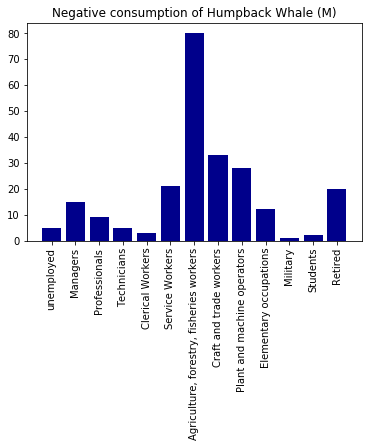 Negative consumption of Humpback Whale (M)
80
70
60
50
40
30
20
10
0
unemployed
Managers
Professionals
Technicians
Clerical Workers
Service Workers
Agriculture, forestry, fisheries workers
Craft and trade workers
Plant and machine operators
Elementary occupations
Military
Students
Retired